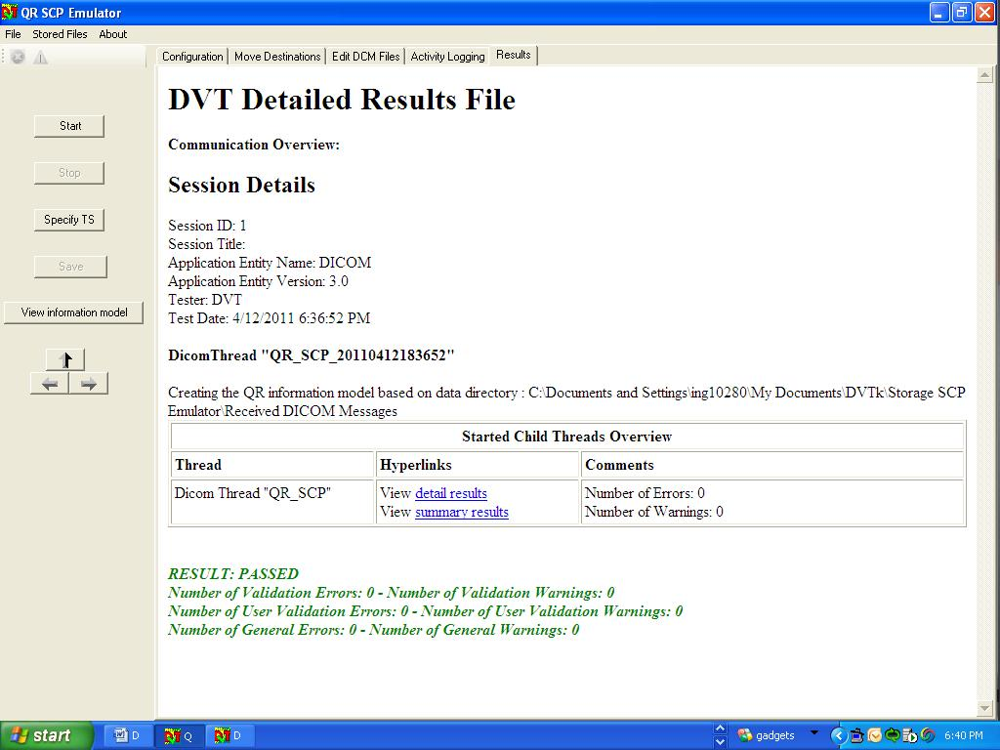 QR SCP Emulator
File Stored Files About
Configuration Move Destinations Edit DCM Files Activity Logging Results
Start
Stop
Specify TS
Save
View information model
DVT Detailed Results File
Communication Overview:
Session Details
Session ID: 1
Session Title:
Application Entity Name: DICOM
Application Entity Version: 3.0
Tester: DVT
Test Date: 4/12/2011 6:36:52 PM
DicomThread "QR_SCP_20110412183652"
Creating the QR information model based on data directory : C:\Documents and Settings\ing10280\My Documents\DVTk\Storage SCP
Emulator\Received DICOM Messages
Started Child Threads Overview
Thread Hyperlinks Comments
Dicom Thread "QR_SCP" View detail results Number of Errors: 0
View summary results Number of Warnings: 0
RESULT: PASSED
Number of Validation Errors: 0 - Number of Validation Warnings: 0
Number of User Validation Errors: 0 - Number of User Validation Warnings: 0
Number of General Errors: 0 - Number of General Warnings: 0
start D Q D gadgets 6:40 PM